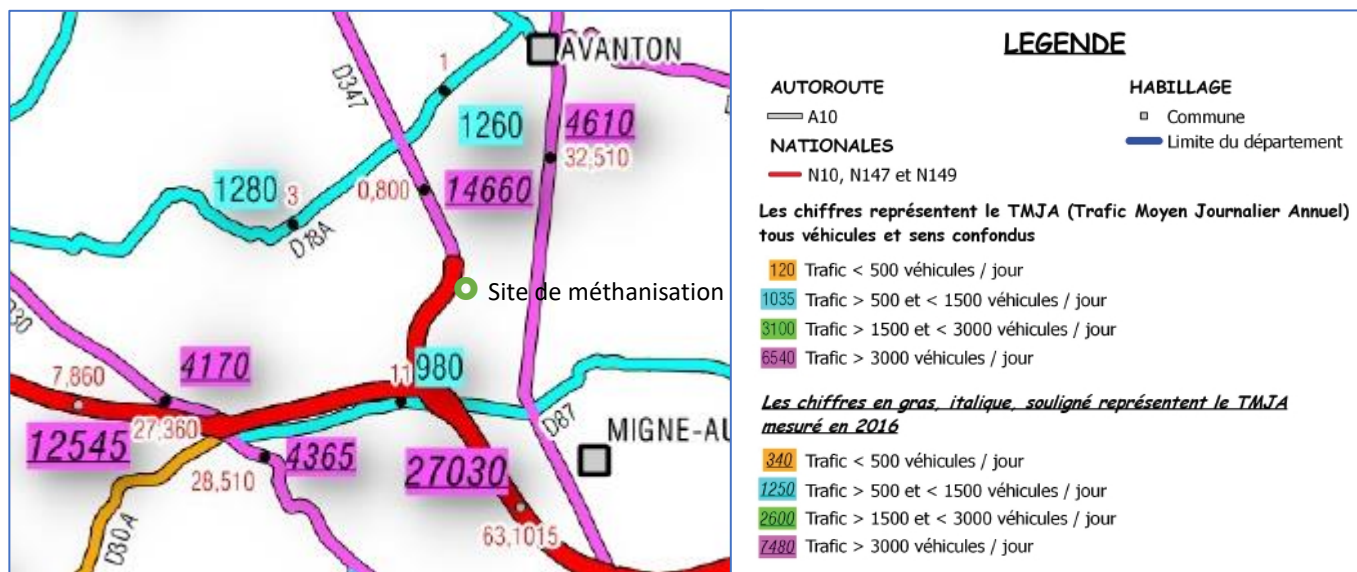 AVANTON
1
D347
1260
4610
32,510
1280
3
0,800
14660
D18A
Site de méthanisation
D30
4170
7,860
11
980
D87
12545
27,360
4365
27030
MIGNE-AU
28,510
D30A
63,1015
LEGENDE
AUTOROUTE
A10
NATIONALES
N10, N147 et N149
HABILLAGE
Commune
Limite du département
Les chiffres représentent le TMJA (Trafic Moyen Journalier Annuel)
tous véhicules et sens confondus
120 Trafic < 500 véhicules / jour
1035 Trafic > 500 et < 1500 véhicules / jour
3100 Trafic > 1500 et < 3000 véhicules / jour
6540 Trafic > 3000 véhicules / jour
Les chiffres en gras, italique, souligné représentent le TMJA
mesuré en 2016
340 Trafic < 500 véhicules / jour
1250 Trafic > 500 et < 1500 véhicules / jour
2600 Trafic > 1500 et < 3000 véhicules / jour
7480 Trafic > 3000 véhicules / jour